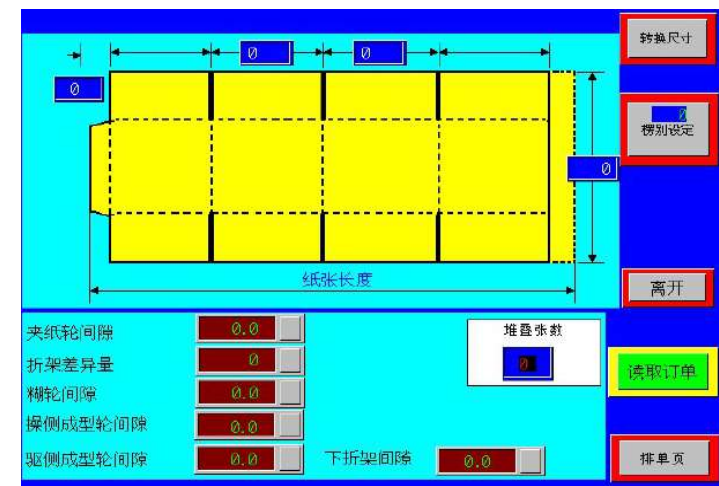 转换尺寸
0
0
0
0
楞别设定
0
纸张长度
离开
夹纸轮间隙
0.0
堆叠张数
0
折架差异量
0
读取订单
糊轮间隙
0.0
操侧成型轮间隙
0.0
驱侧成型轮间隙
0.0
下折架间隙
0.0
排单页